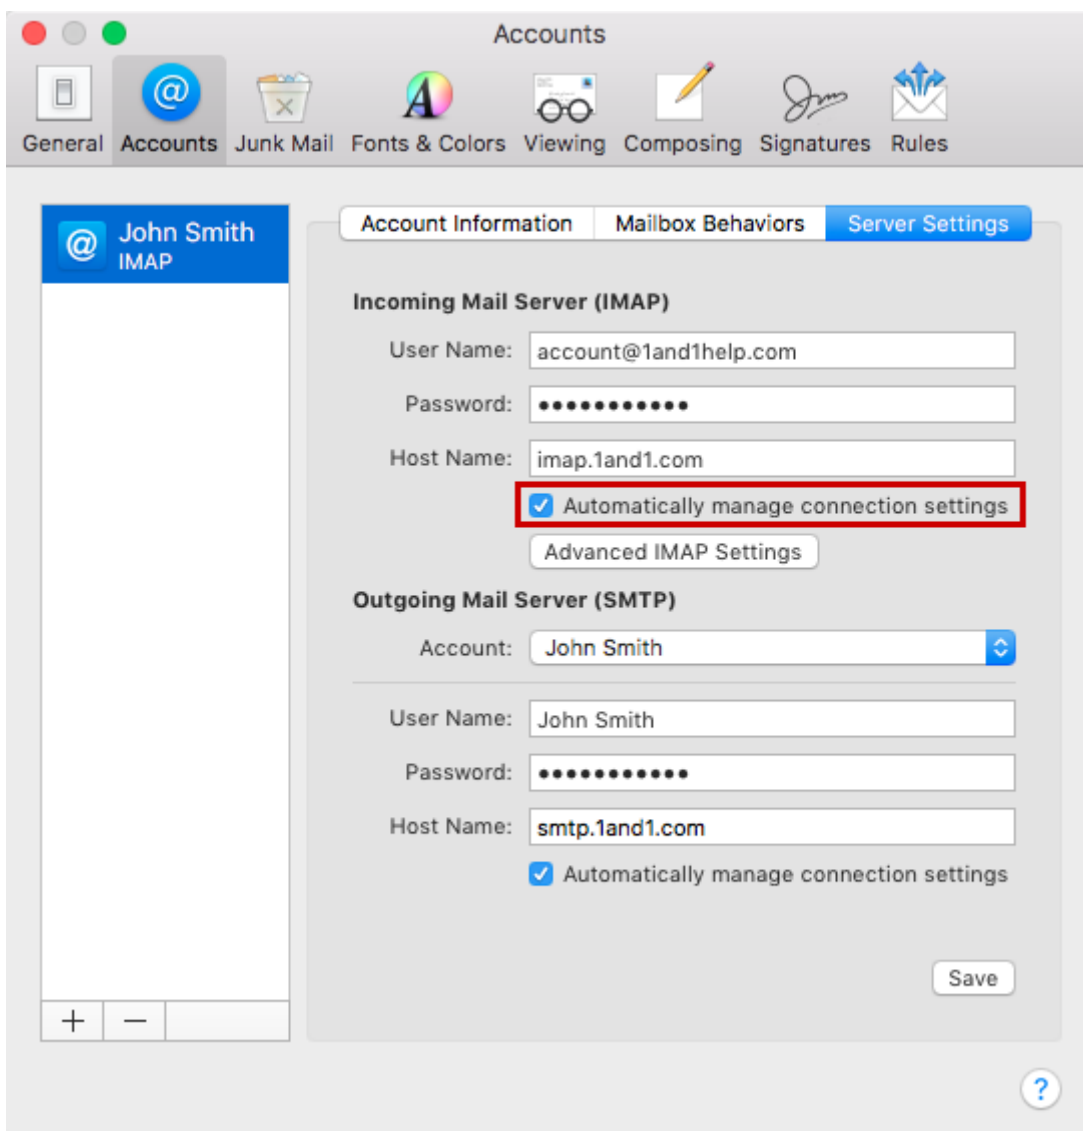 Accounts
General Accounts Junk Mail Fonts & Colors Viewing Composing Signatures Rules
John Smith
IMAP
Account Information Mailbox Behaviors Server Settings
Incoming Mail Server (IMAP)
User Name: account@1and1help.com
Password: •••••••••••
Host Name: imap.1and1.com
Automatically manage connection settings
Advanced IMAP Settings
Outgoing Mail Server (SMTP)
Account: John Smith
User Name: John Smith
Password: •••••••••••
Host Name: smtp.1and1.com
Automatically manage connection settings
Save
+ −
?